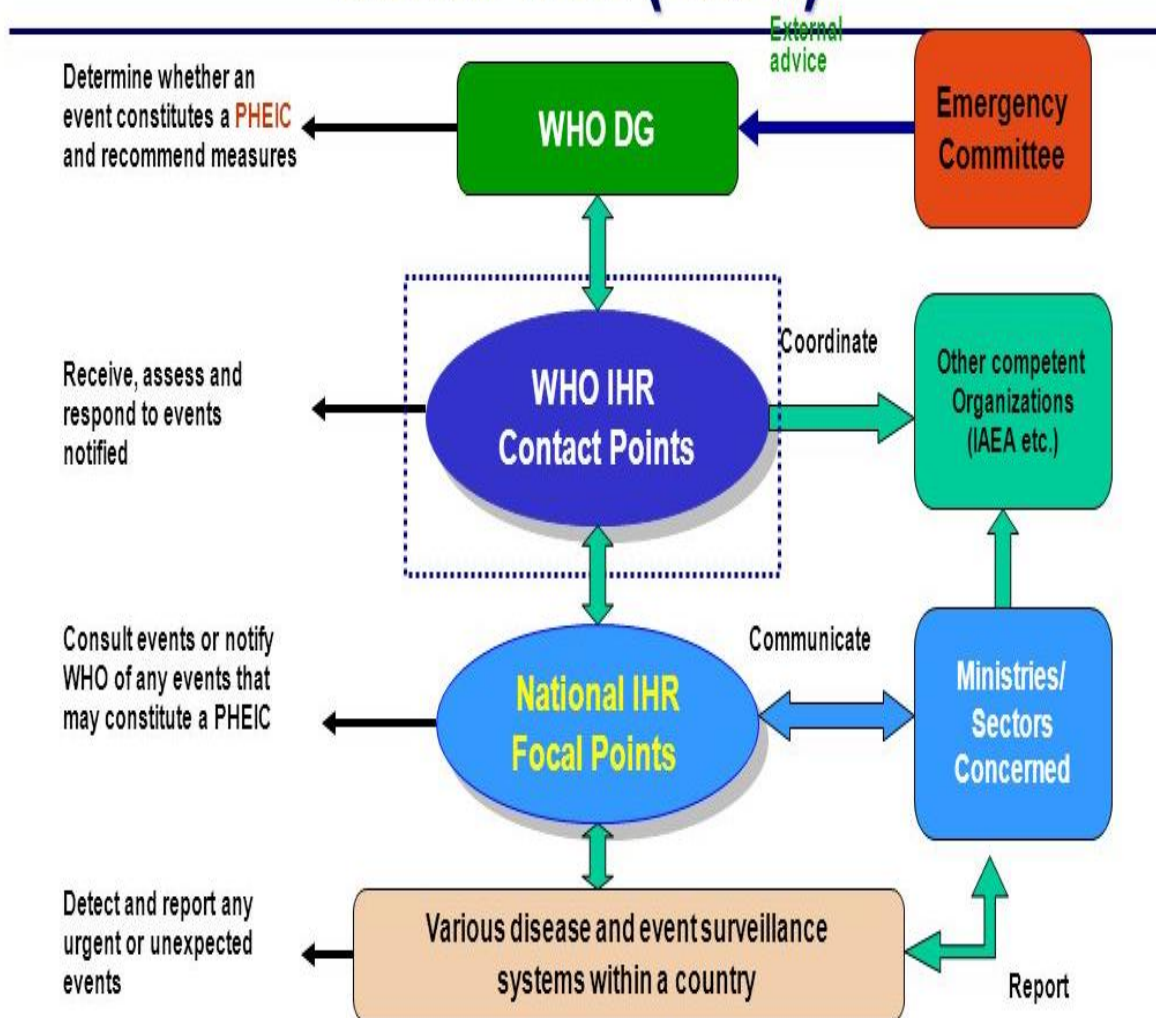 External
advice
Determine whether an
event constitutes a PHEIC
and recommend measures
WHO DG
Emergency
Committee
Receive, assess and
respond to events
notified
WHO IHR
Contact Points
Coordinate
Other competent
Organizations
(IAEA etc.)
Consult events or notify
WHO of any events that
may constitute a PHEIC
National IHR
Focal Points
Communicate
Ministries/
Sectors
Concerned
Detect and report any
urgent or unexpected
events
Various disease and event surveillance
systems within a country
Report